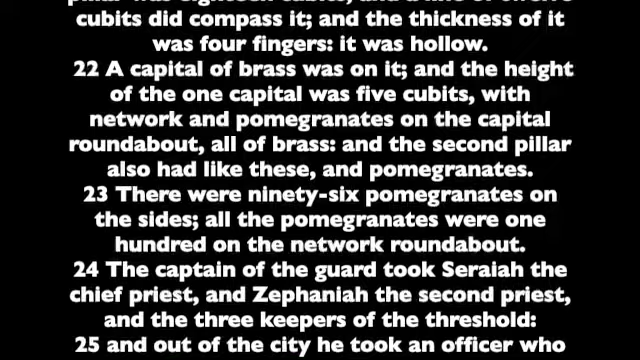 pillar was eighteen cubits; and a line of twelve
cubits did compass it; and the thickness of it
was four fingers: it was hollow.
22 A capital of brass was on it; and the height
of the one capital was five cubits, with
network and pomegranates on the capital
roundabout, all of brass: and the second pillar
also had like these, and pomegranates.
23 There were ninety-six pomegranates on
the sides; all the pomegranates were one
hundred on the network roundabout.
24 The captain of the guard took Seraiah the
chief priest, and Zephaniah the second priest,
and the three keepers of the threshold:
25 and out of the city he took an officer who